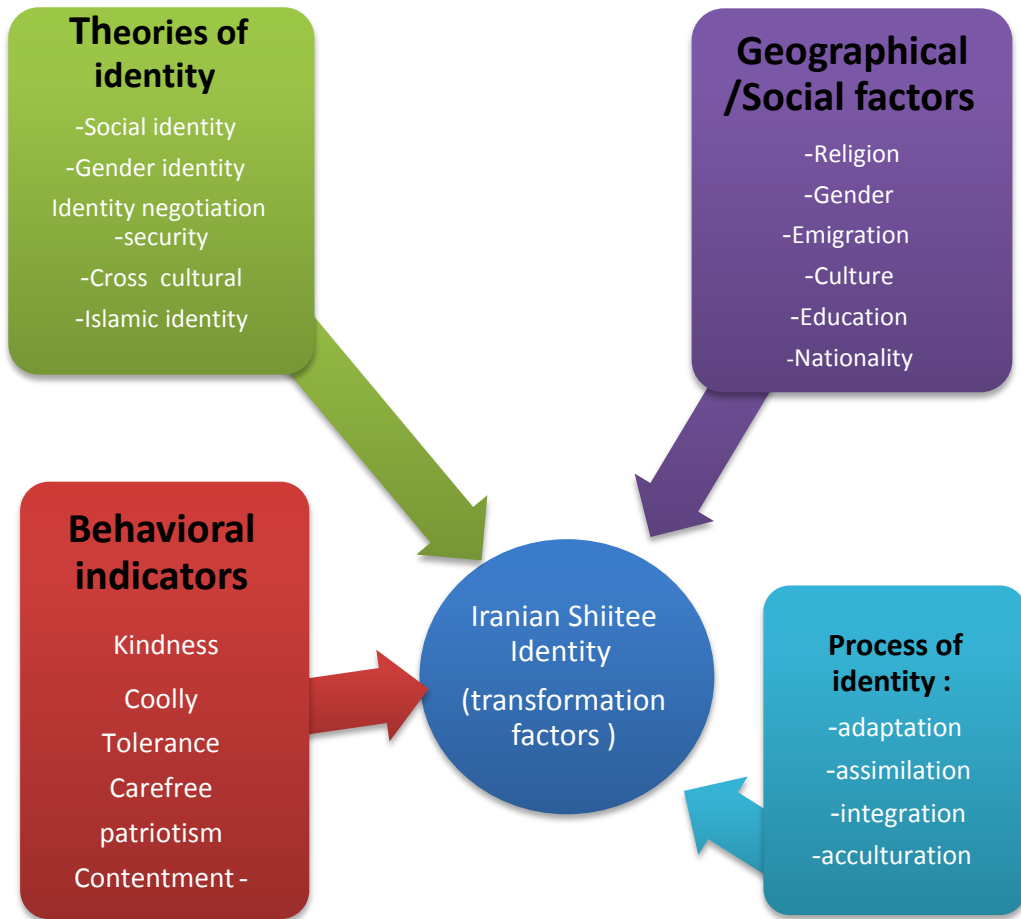 Theories of
identity
-Social identity
-Gender identity
Identity negotiation
-security
-Cross  cultural
-Islamic identity
Geographical
/Social factors
-Religion
-Gender
-Emigration
-Culture
-Education
-Nationality
Behavioral
indicators
Kindness
Coolly
Tolerance
Carefree
patriotism
Contentment -
Iranian Shiitee
Identity
(transformation
factors )
Process of
identity :
-adaptation
-assimilation
-integration
-acculturation